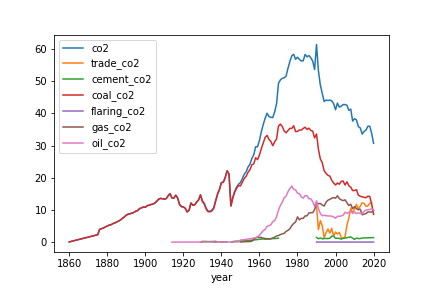 60
50
40
30
20
10
0
co2
trade_co2
cement_co2
coal_co2
flaring_co2
gas_co2
oil_co2
1860 1880 1900 1920 1940 1960 1980 2000 2020
year